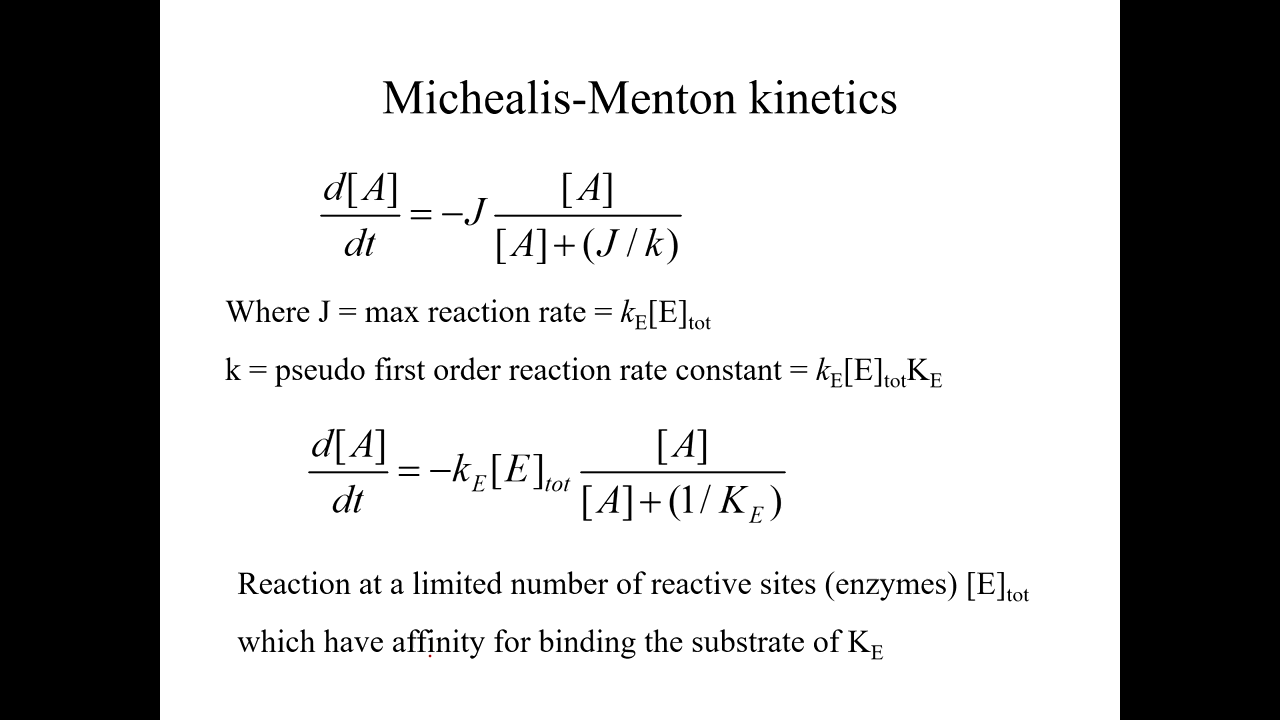 Michealis-Menton kinetics
d[A]/dt = −J [A]/([A]+(J/k))
Where J = max reaction rate = k_E[E]_tot
k = pseudo first order reaction rate constant = k_E[E]_totK_E
d[A]/dt = −k_E[E]_tot [A]/([A]+(1/K_E))
Reaction at a limited number of reactive sites (enzymes) [E]_tot
which have affinity for binding the substrate of K_E